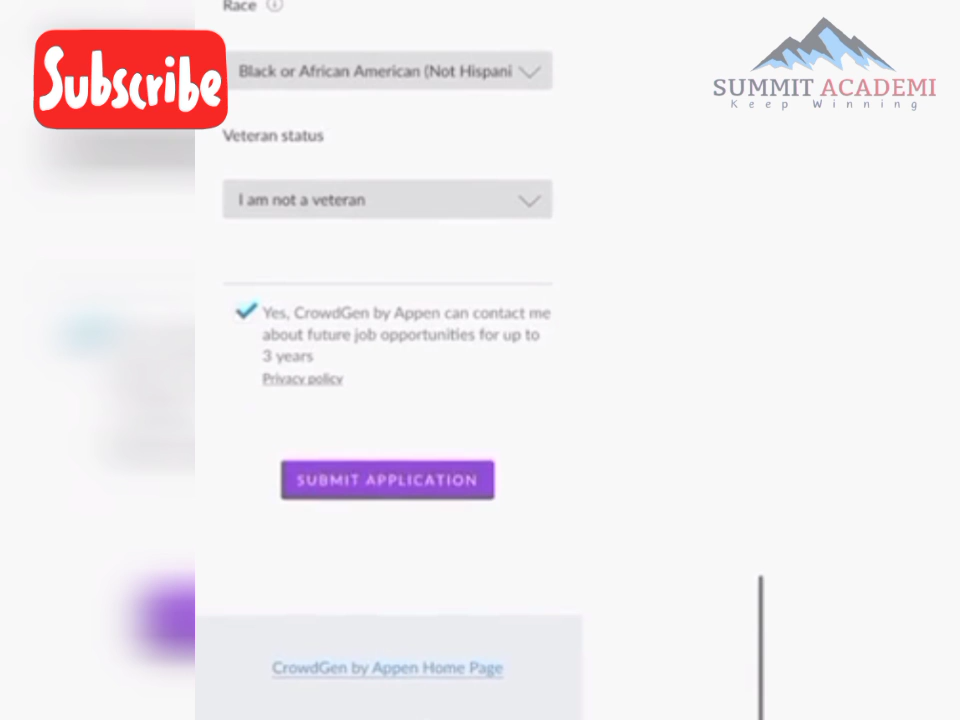 Race
Subscribe
Black or African American (Not Hispani
SUMMIT ACADEMI
Keep Winning
Veteran status
I am not a veteran
Yes, CrowdGen by Appen can contact me
about future job opportunities for up to
3 years
Privacy policy
SUBMIT APPLICATION
CrowdGen by Appen Home Page